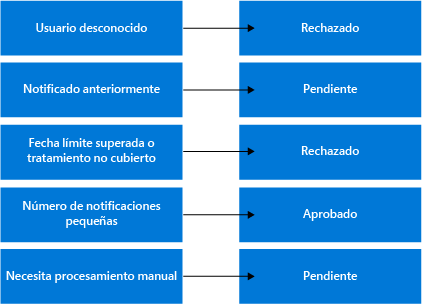 Usuario desconocido
Rechazado
Notificado anteriormente
Pendiente
Fecha límite superada o
tratamiento no cubierto
Rechazado
Número de notificaciones
pequeñas
Aprobado
Necesita procesamiento manual
Pendiente